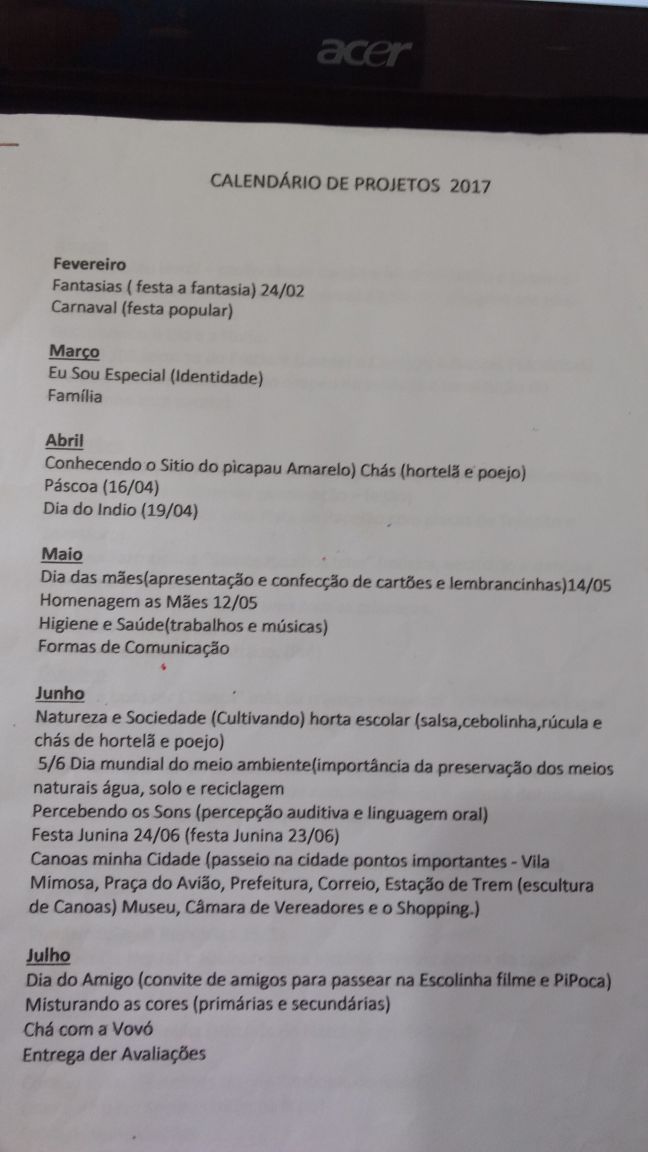 acer
CALENDÁRIO DE PROJETOS 2017
Fevereiro
Fantasias ( festa a fantasia) 24/02
Carnaval (festa popular)
Março
Eu Sou Especial (Identidade)
Família
Abril
Conhecendo o Sitio do picapau Amarelo) Chás (hortelã e poejo)
Páscoa (16/04)
Dia do Indio (19/04)
Maio
Dia das mães(apresentação e confecção de cartões e lembrancinhas)14/05
Homenagem as Mães 12/05
Higiene e Saúde(trabalhos e músicas)
Formas de Comunicação
Junho
Natureza e Sociedade (Cultivando) horta escolar (salsa,cebolinha,rúcula e
chás de hortelã e poejo)
5/6 Dia mundial do meio ambiente(importância da preservação dos meios
naturais água, solo e reciclagem
Percebendo os Sons (percepção auditiva e linguagem oral)
Festa Junina 24/06 (festa Junina 23/06)
Canoas minha Cidade (passeio na cidade pontos importantes - Vila
Mimosa, Praça do Avião, Prefeitura, Correio, Estação de Trem (escultura
de Canoas) Museu, Câmara de Vereadores e o Shopping.)
Julho
Dia do Amigo (convite de amigos para passear na Escolinha filme e PiPoca)
Misturando as cores (primárias e secundárias)
Chá com a Vovó
Entrega der Avaliações